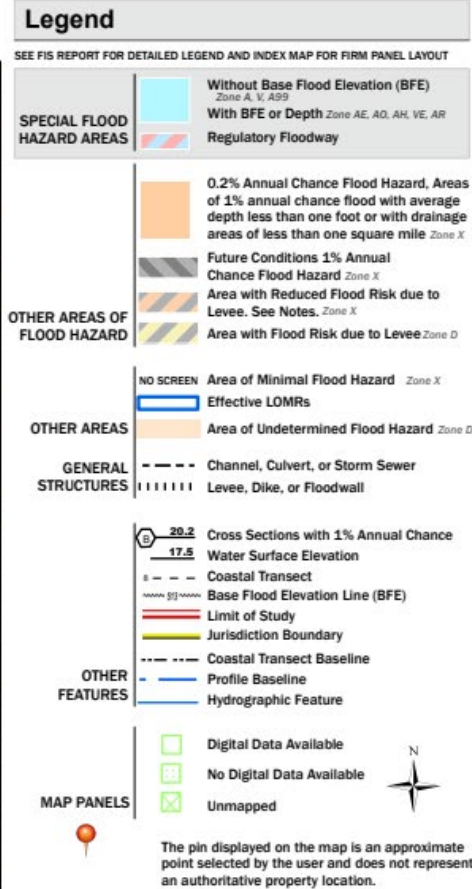 Legend
SEE FIS REPORT FOR DETAILED LEGEND AND INDEX MAP FOR FIRM PANEL LAYOUT
SPECIAL FLOOD
HAZARD AREAS
Without Base Flood Elevation (BFE)
Zone A, V, A99
With BFE or Depth Zone AE, AO, AH, VE, AR
Regulatory Floodway
OTHER AREAS OF
FLOOD HAZARD
0.2% Annual Chance Flood Hazard, Areas
of 1% annual chance flood with average
depth less than one foot or with drainage
areas of less than one square mile Zone X
Future Conditions 1% Annual
Chance Flood Hazard Zone X
Area with Reduced Flood Risk due to
Levee. See Notes. Zone X
Area with Flood Risk due to Levee Zone D
OTHER AREAS
NO SCREEN Area of Minimal Flood Hazard Zone X
Effective LOMRs
Area of Undetermined Flood Hazard Zone D
GENERAL
STRUCTURES
Channel, Culvert, or Storm Sewer
Levee, Dike, or Floodwall
OTHER
FEATURES
B 20.2 Cross Sections with 1% Annual Chance
17.5 Water Surface Elevation
Coastal Transect
Base Flood Elevation Line (BFE)
Limit of Study
Jurisdiction Boundary
Coastal Transect Baseline
Profile Baseline
Hydrographic Feature
MAP PANELS
Digital Data Available
No Digital Data Available
Unmapped
N
The pin displayed on the map is an approximate
point selected by the user and does not represent
an authoritative property location.